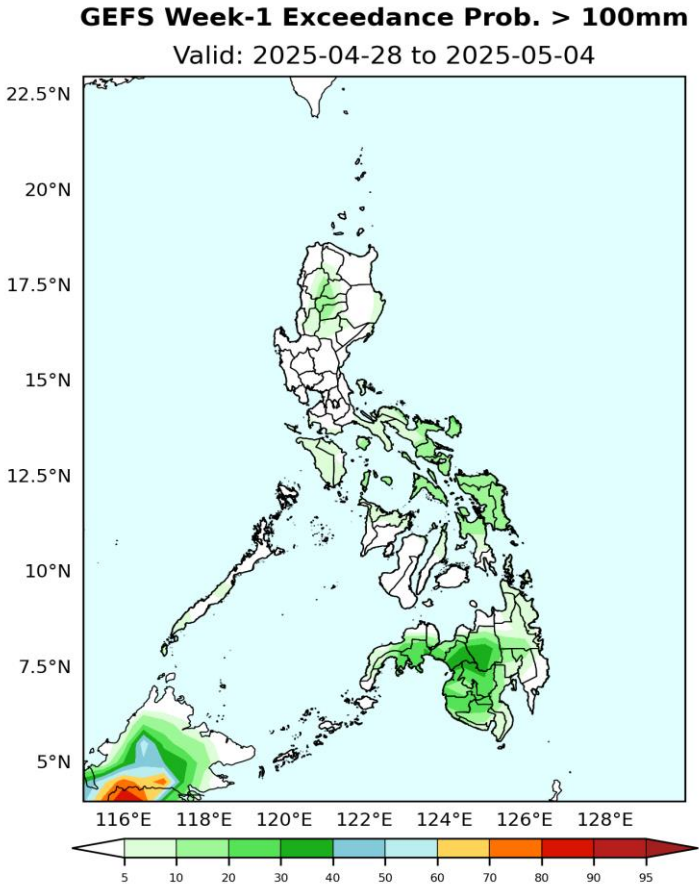 GEFS Week-1 Exceedance Prob. > 100mm
Valid: 2025-04-28 to 2025-05-04
22.5°N
20°N
17.5°N
15°N
12.5°N
10°N
7.5°N
5°N
116°E 118°E 120°E 122°E 124°E 126°E 128°E
5 10 20 30 40 50 60 70 80 90 95